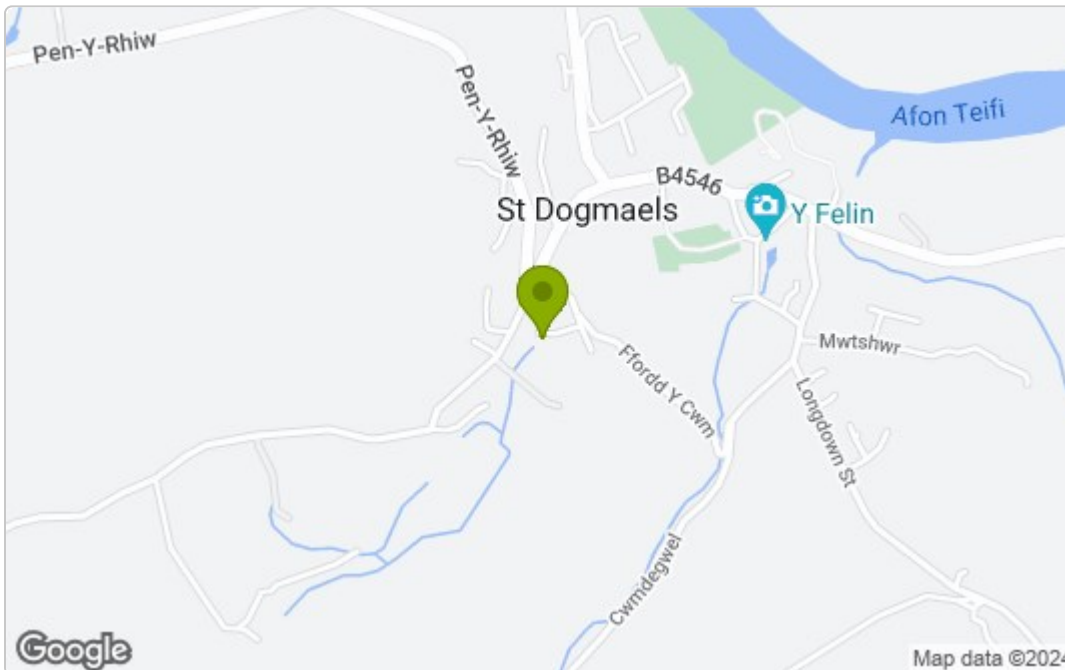 Pen-Y-Rhiw
Pen-Y-Rhiw
Afon Teifi
B4546
St Dogmaels
Y Felin
Mwtshwr
Ffordd Y Cwm
Longdown St
Cwmdegwel
Google
Map data ©2024